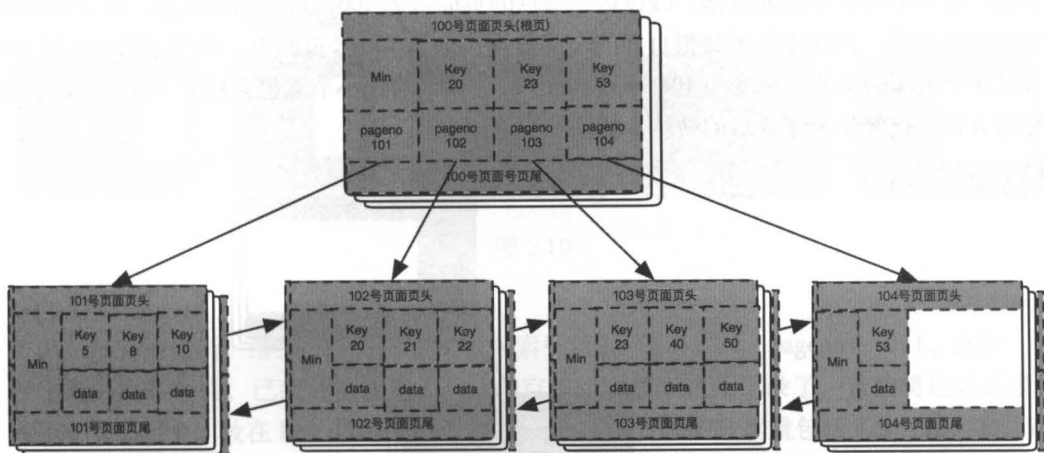 100号页面页头(根页)
Min
Key
20
Key
23
Key
53
pageno
101
pageno
102
pageno
103
pageno
104
100号页面号页尾
101号页面页头
Min
Key
5
Key
8
Key
10
data
data
data
101号页面页尾
102号页面页头
Min
Key
20
Key
21
Key
22
data
data
data
102号页面页尾
103号页面页头
Min
Key
23
Key
40
Key
50
data
data
data
103号页面页尾
104号页面页头
Min
Key
53
data
104号页面页尾